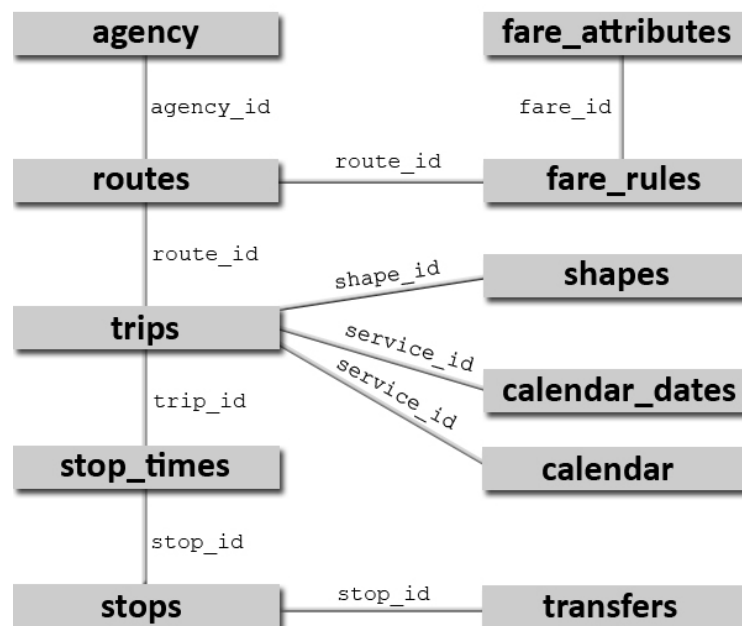 agency
fare_attributes
agency_id
fare_id
routes
route_id
fare_rules
route_id
shape_id
shapes
trips
service_id
calendar_dates
service_id
trip_id
stop_times
calendar
stop_id
stops
stop_id
transfers